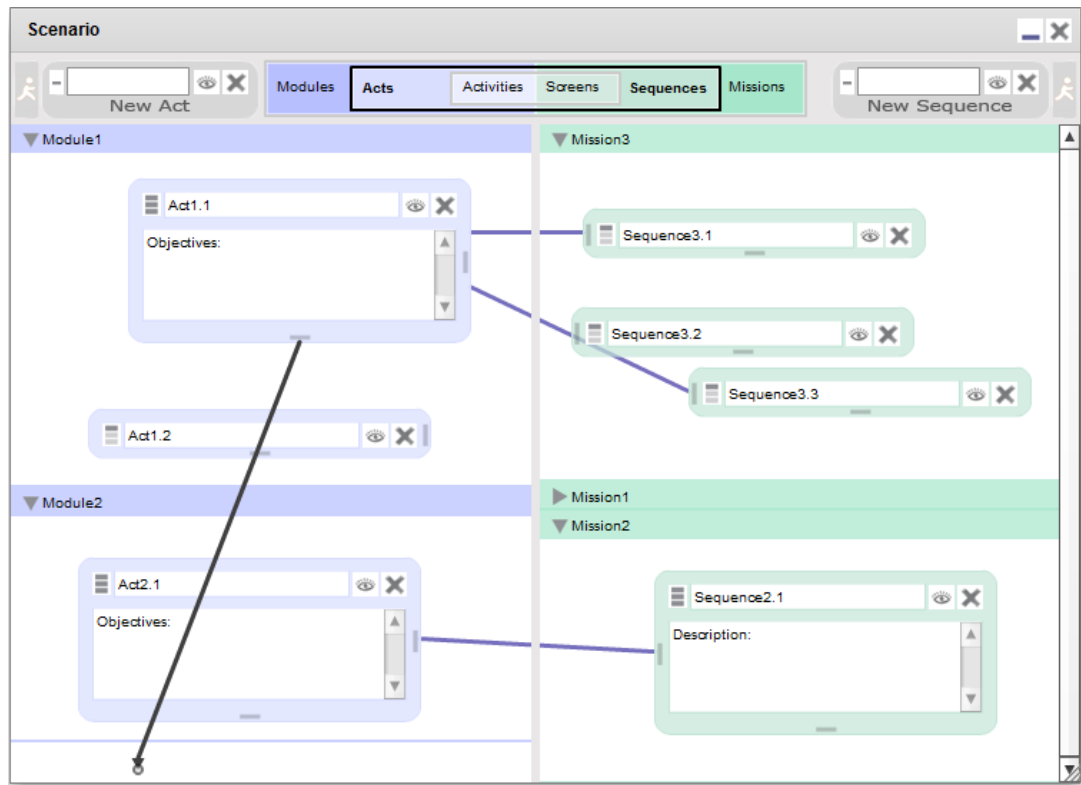 Scenario
New Act
Modules
Acts
Activities
Screens
Sequences
Missions
New Sequence
Module1
Mission3
Act1.1
Objectives:
Sequence3.1
Sequence3.2
Sequence3.3
Act1.2
Module2
Mission1
Mission2
Act2.1
Objectives:
Sequence2.1
Description: